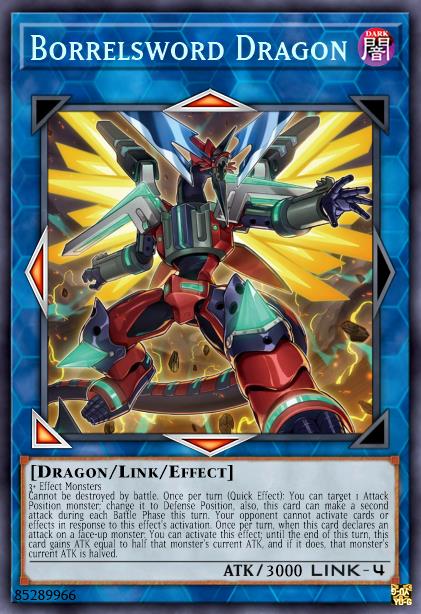 Borrelsword Dragon
DARK
闇
[Dragon/Link/Effect]
3+ Effect Monsters
Cannot be destroyed by battle. Once per turn (Quick Effect): You can target 1 Attack
Position monster; change it to Defense Position, also, this card can make a second
attack during each Battle Phase this turn. Your opponent cannot activate cards or
effects in response to this effect's activation. Once per turn, when this card declares an
attack on a face-up monster: You can activate this effect; until the end of this turn, this
card gains ATK equal to half that monster's current ATK, and if it does, that monster's
current ATK is halved.
ATK/3000 LINK-4
85289966